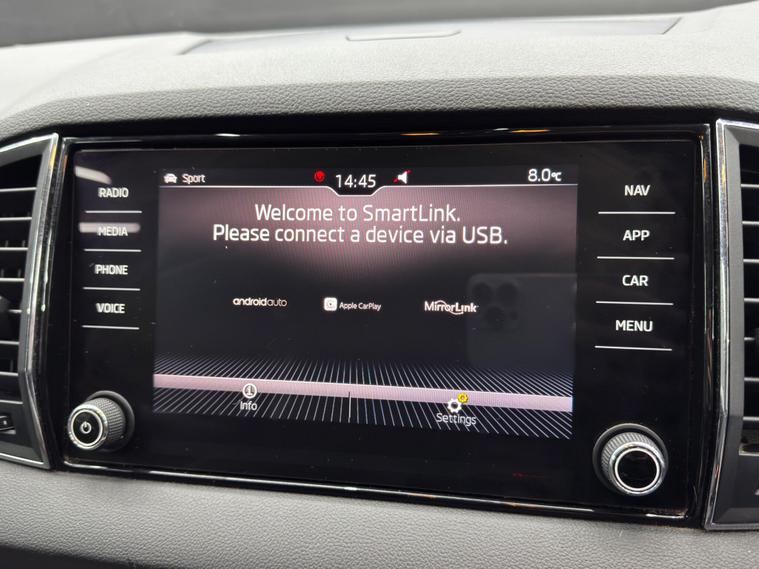 Sport
14:45
8.0°C
Welcome to SmartLink.
Please connect a device via USB.
androidauto
Apple CarPlay
MirrorLink
Info
Settings
RADIO
MEDIA
PHONE
VOICE
NAV
APP
CAR
MENU